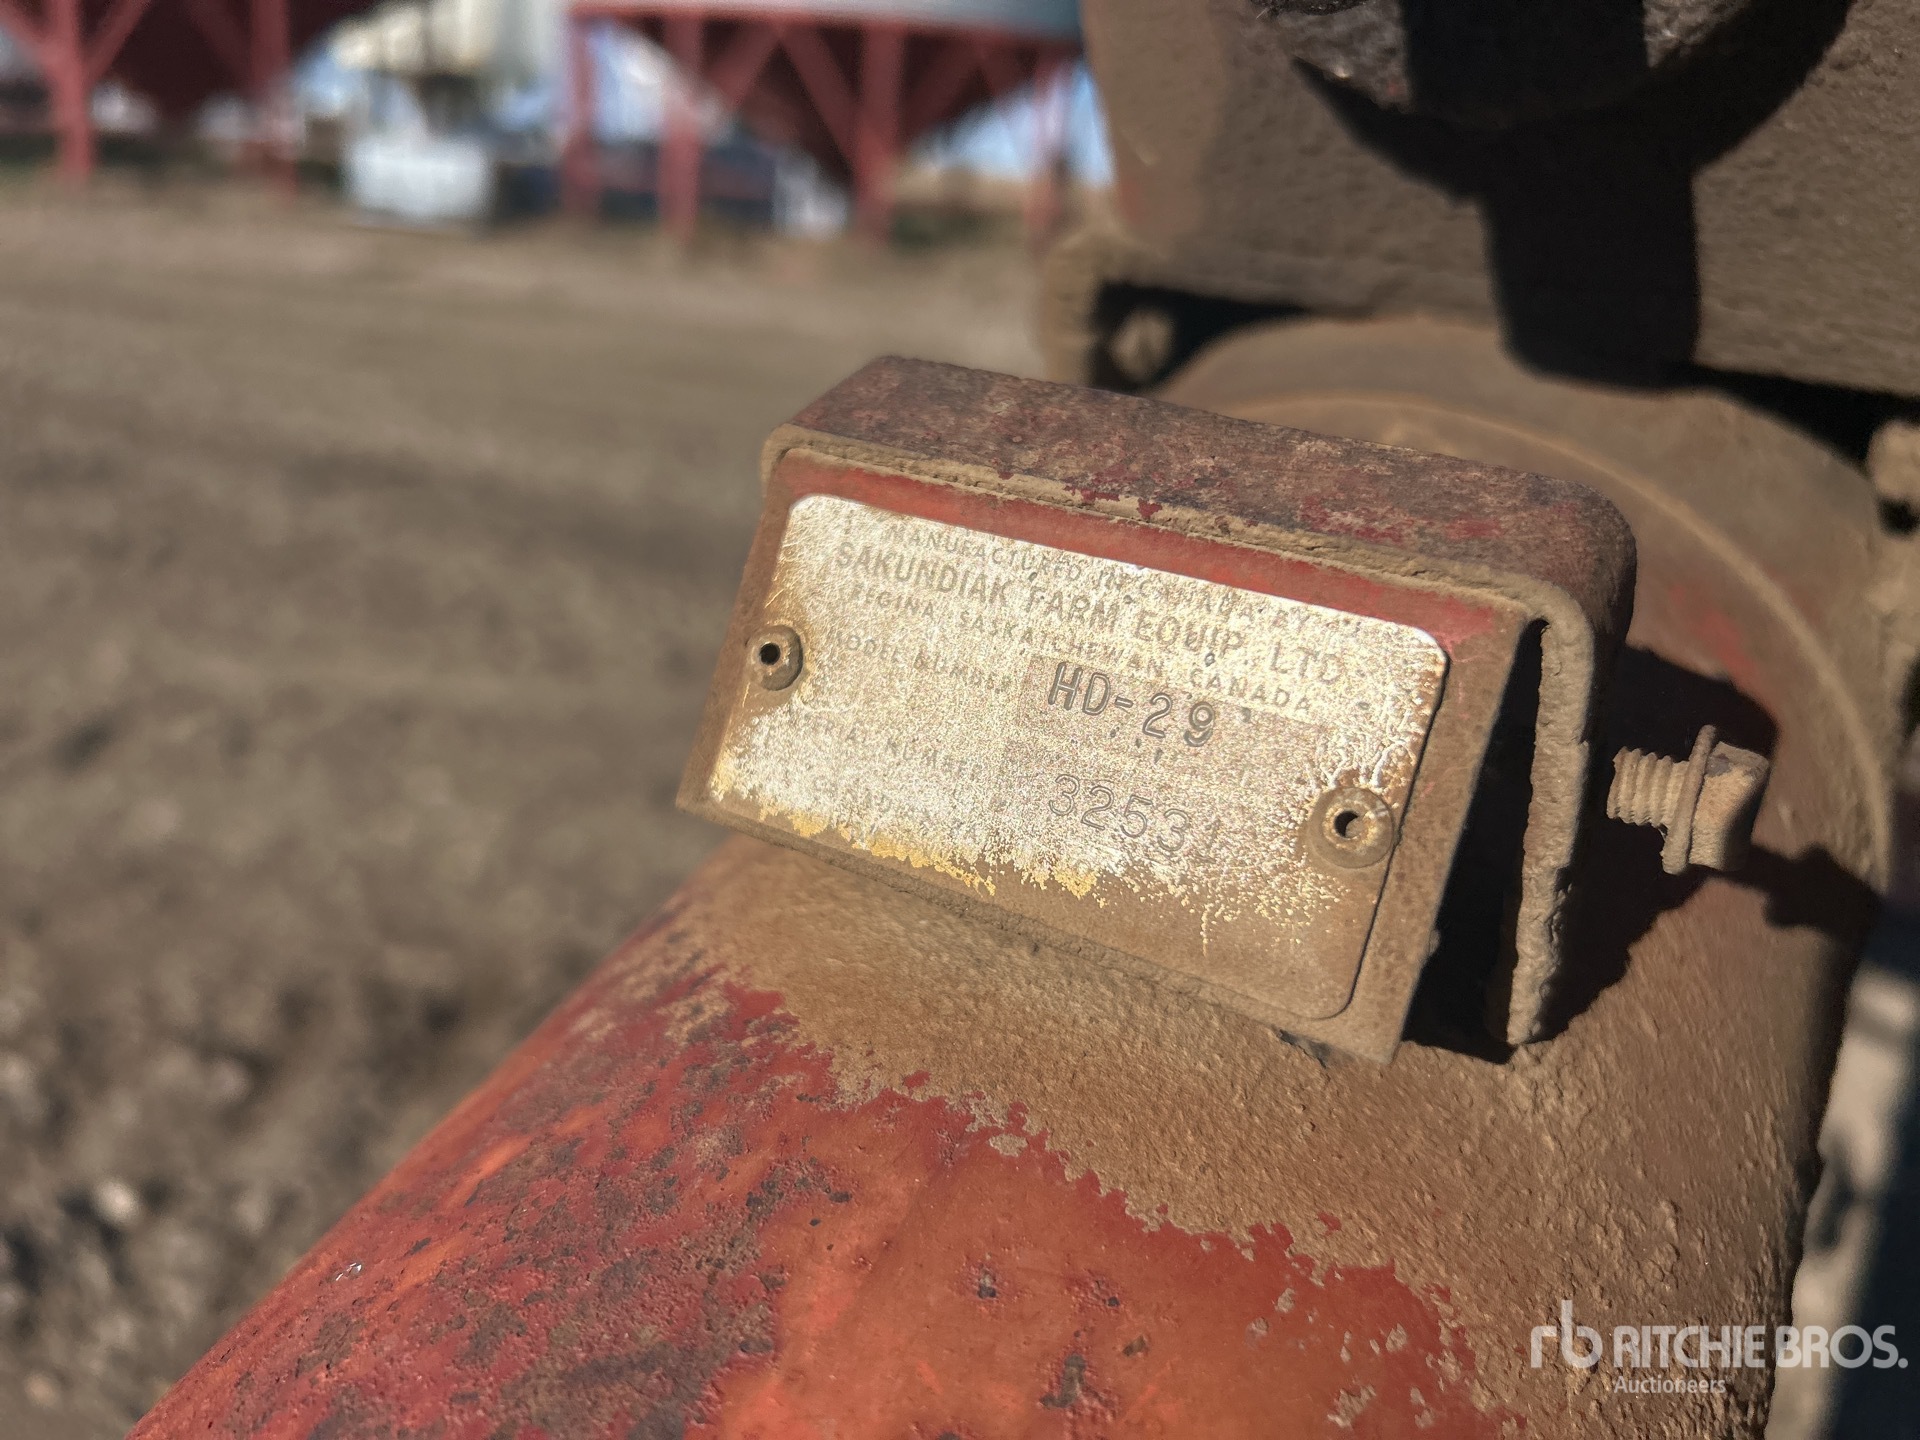 MANUFACTURED IN CANADA BY
SAKUNDIAK FARM EQUIP. LTD.
REGINA, SASKATCHEWAN, CANADA
MODEL NUMBER HD-29
SERIAL NUMBER 32531
rb RITCHIE BROS.
Auctioneers